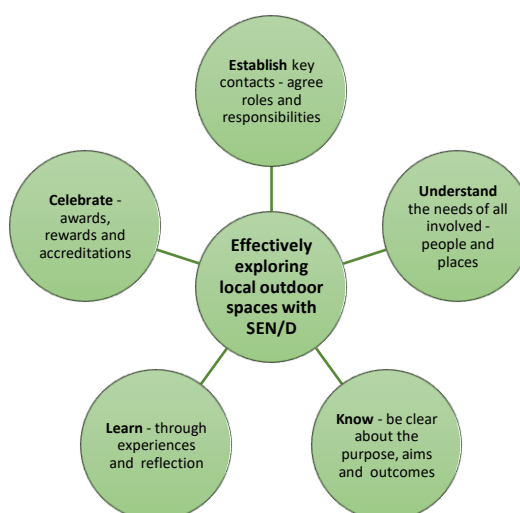 Establish key
contacts - agree
roles and
responsibilities
Understand
the needs of all
involved -
people and
places
Know - be clear
about the
purpose, aims
and outcomes
Learn - through
experiences
and reflection
Celebrate -
awards,
rewards and
accreditations
Effectively
exploring
local outdoor
spaces with
SEN/D